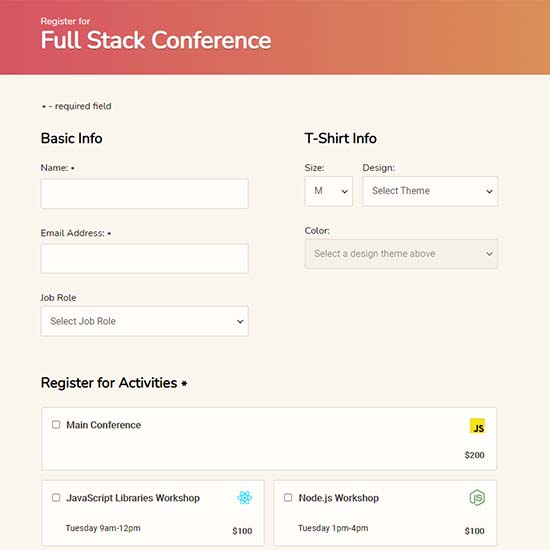 Register for
Full Stack Conference
* - required field
Basic Info
Name: *
Email Address: *
Job Role
Select Job Role
T-Shirt Info
Size:
Design:
M
Select Theme
Color:
Select a design theme above
Register for Activities *
Main Conference
JS
$200
JavaScript Libraries Workshop
Tuesday 9am-12pm
$100
Node.js Workshop
JS
Tuesday 1pm-4pm
$100